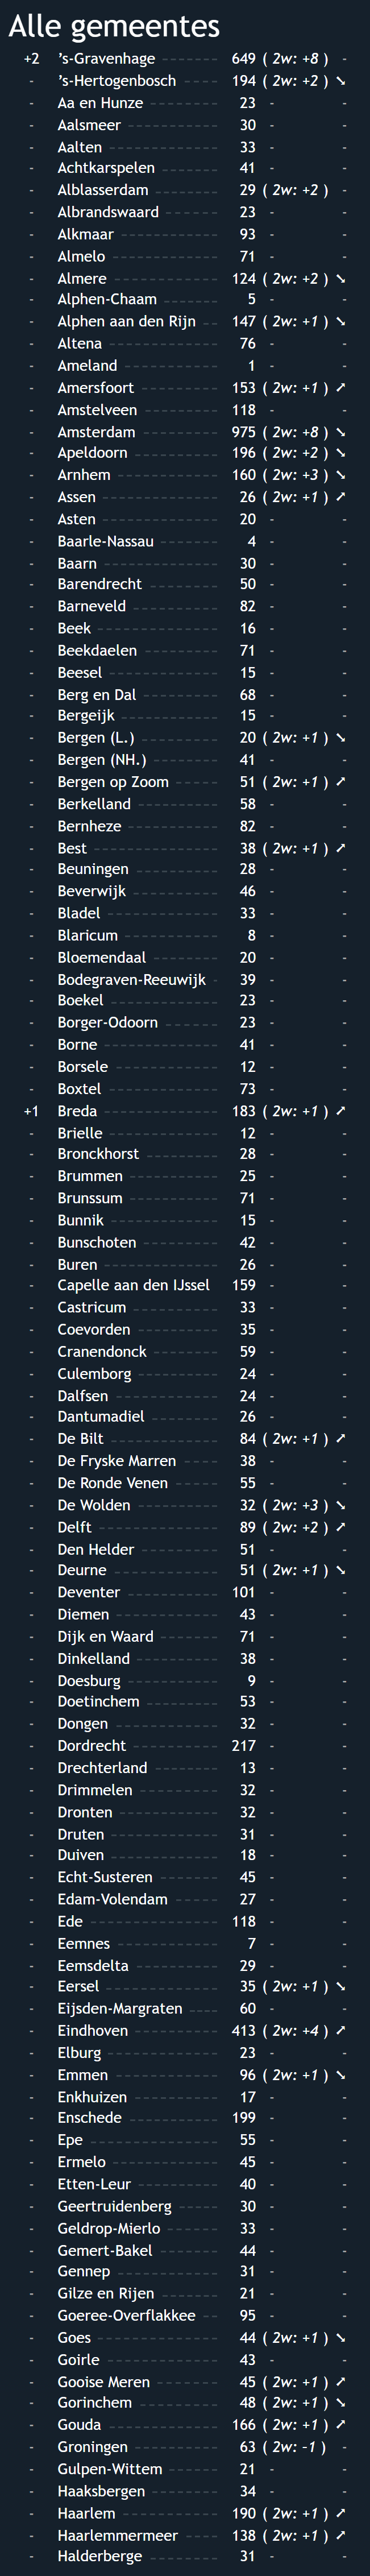 Alle gemeentes
+2 ’s-Gravenhage 649 ( 2w: +8 ) -
- ’s-Hertogenbosch 194 ( 2w: +2 ) ➘
- Aa en Hunze 23 - -
- Aalsmeer 30 - -
- Aalten 33 - -
- Achtkarspelen 41 - -
- Alblasserdam 29 ( 2w: +2 ) -
- Albrandswaard 23 - -
- Alkmaar 93 - -
- Almelo 71 - -
- Almere 124 ( 2w: +2 ) ➘
- Alphen-Chaam 5 - -
- Alphen aan den Rijn 147 ( 2w: +1 ) ➘
- Altena 76 - -
- Ameland 1 - -
- Amersfoort 153 ( 2w: +1 ) ➚
- Amstelveen 118 - -
- Amsterdam 975 ( 2w: +8 ) ➘
- Apeldoorn 196 ( 2w: +2 ) ➘
- Arnhem 160 ( 2w: +3 ) ➘
- Assen 26 ( 2w: +1 ) ➚
- Asten 20 - -
- Baarle-Nassau 4 - -
- Baarn 30 - -
- Barendrecht 50 - -
- Barneveld 82 - -
- Beek 16 - -
- Beekdaelen 71 - -
- Beesel 15 - -
- Berg en Dal 68 - -
- Bergeijk 15 - -
- Bergen (L.) 20 ( 2w: +1 ) ➘
- Bergen (NH.) 41 - -
- Bergen op Zoom 51 ( 2w: +1 ) ➚
- Berkelland 58 - -
- Bernheze 82 - -
- Best 38 ( 2w: +1 ) ➚
- Beuningen 28 - -
- Beverwijk 46 - -
- Bladel 33 - -
- Blaricum 8 - -
- Bloemendaal 20 - -
- Bodegraven-Reeuwijk 39 - -
- Boekel 23 - -
- Borger-Odoorn 23 - -
- Borne 41 - -
- Borsele 12 - -
- Boxtel 73 - -
+1 Breda 183 ( 2w: +1 ) ➚
- Brielle 12 - -
- Bronckhorst 28 - -
- Brummen 25 - -
- Brunssum 71 - -
- Bunnik 15 - -
- Bunschoten 42 - -
- Buren 26 - -
- Capelle aan den IJssel 159 - -
- Castricum 33 - -
- Coevorden 35 - -
- Cranendonck 59 - -
- Culemborg 24 - -
- Dalfsen 24 - -
- Dantumadiel 26 - -
- De Bilt 84 ( 2w: +1 ) ➚
- De Fryske Marren 38 - -
- De Ronde Venen 55 - -
- De Wolden 32 ( 2w: +3 ) ➘
- Delft 89 ( 2w: +2 ) ➚
- Den Helder 51 - -
- Deurne 51 ( 2w: +1 ) ➘
- Deventer 101 - -
- Diemen 43 - -
- Dijk en Waard 71 - -
- Dinkelland 38 - -
- Doesburg 9 - -
- Doetinchem 53 - -
- Dongen 32 - -
- Dordrecht 217 - -
- Drechterland 13 - -
- Drimmelen 32 - -
- Dronten 32 - -
- Druten 31 - -
- Duiven 18 - -
- Echt-Susteren 45 - -
- Edam-Volendam 27 - -
- Ede 118 - -
- Eemnes 7 - -
- Eemsdelta 29 - -
- Eersel 35 ( 2w: +1 ) ➘
- Eijsden-Margraten 60 - -
- Eindhoven 413 ( 2w: +4 ) ➚
- Elburg 23 - -
- Emmen 96 ( 2w: +1 ) ➘
- Enkhuizen 17 - -
- Enschede 199 - -
- Epe 55 - -
- Ermelo 45 - -
- Etten-Leur 40 - -
- Geertruidenberg 30 - -
- Geldrop-Mierlo 33 - -
- Gemert-Bakel 44 - -
- Gennep 31 - -
- Gilze en Rijen 21 - -
- Goeree-Overflakkee 95 - -
- Goes 44 ( 2w: +1 ) ➘
- Goirle 43 - -
- Gooise Meren 45 ( 2w: +1 ) ➚
- Gorinchem 48 ( 2w: +1 ) ➘
- Gouda 166 ( 2w: +1 ) ➚
- Groningen 63 ( 2w: -1 ) -
- Gulpen-Wittem 21 - -
- Haaksbergen 34 - -
- Haarlem 190 ( 2w: +1 ) ➚
- Haarlemmermeer 138 ( 2w: +1 ) ➚
- Halderberge 31 - -